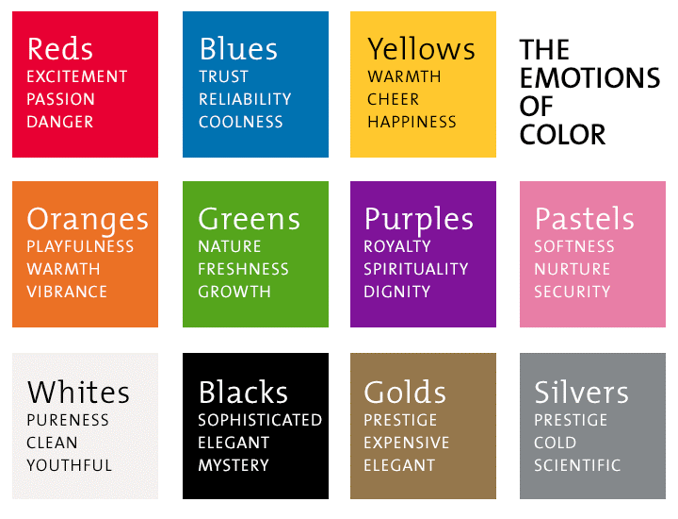 Reds
EXCITEMENT
PASSION
DANGER
Blues
TRUST
RELIABILITY
COOLNESS
Yellows
WARMTH
CHEER
HAPPINESS
THE
EMOTIONS
OF
COLOR
Oranges
PLAYFULNESS
WARMTH
VIBRANCE
Greens
NATURE
FRESHNESS
GROWTH
Purples
ROYALTY
SPIRITUALITY
DIGNITY
Pastels
SOFTNESS
NURTURE
SECURITY
Whites
PURENESS
CLEAN
YOUTHFUL
Blacks
SOPHISTICATED
ELEGANT
MYSTERY
Golds
PRESTIGE
EXPENSIVE
ELEGANT
Silvers
PRESTIGE
COLD
SCIENTIFIC